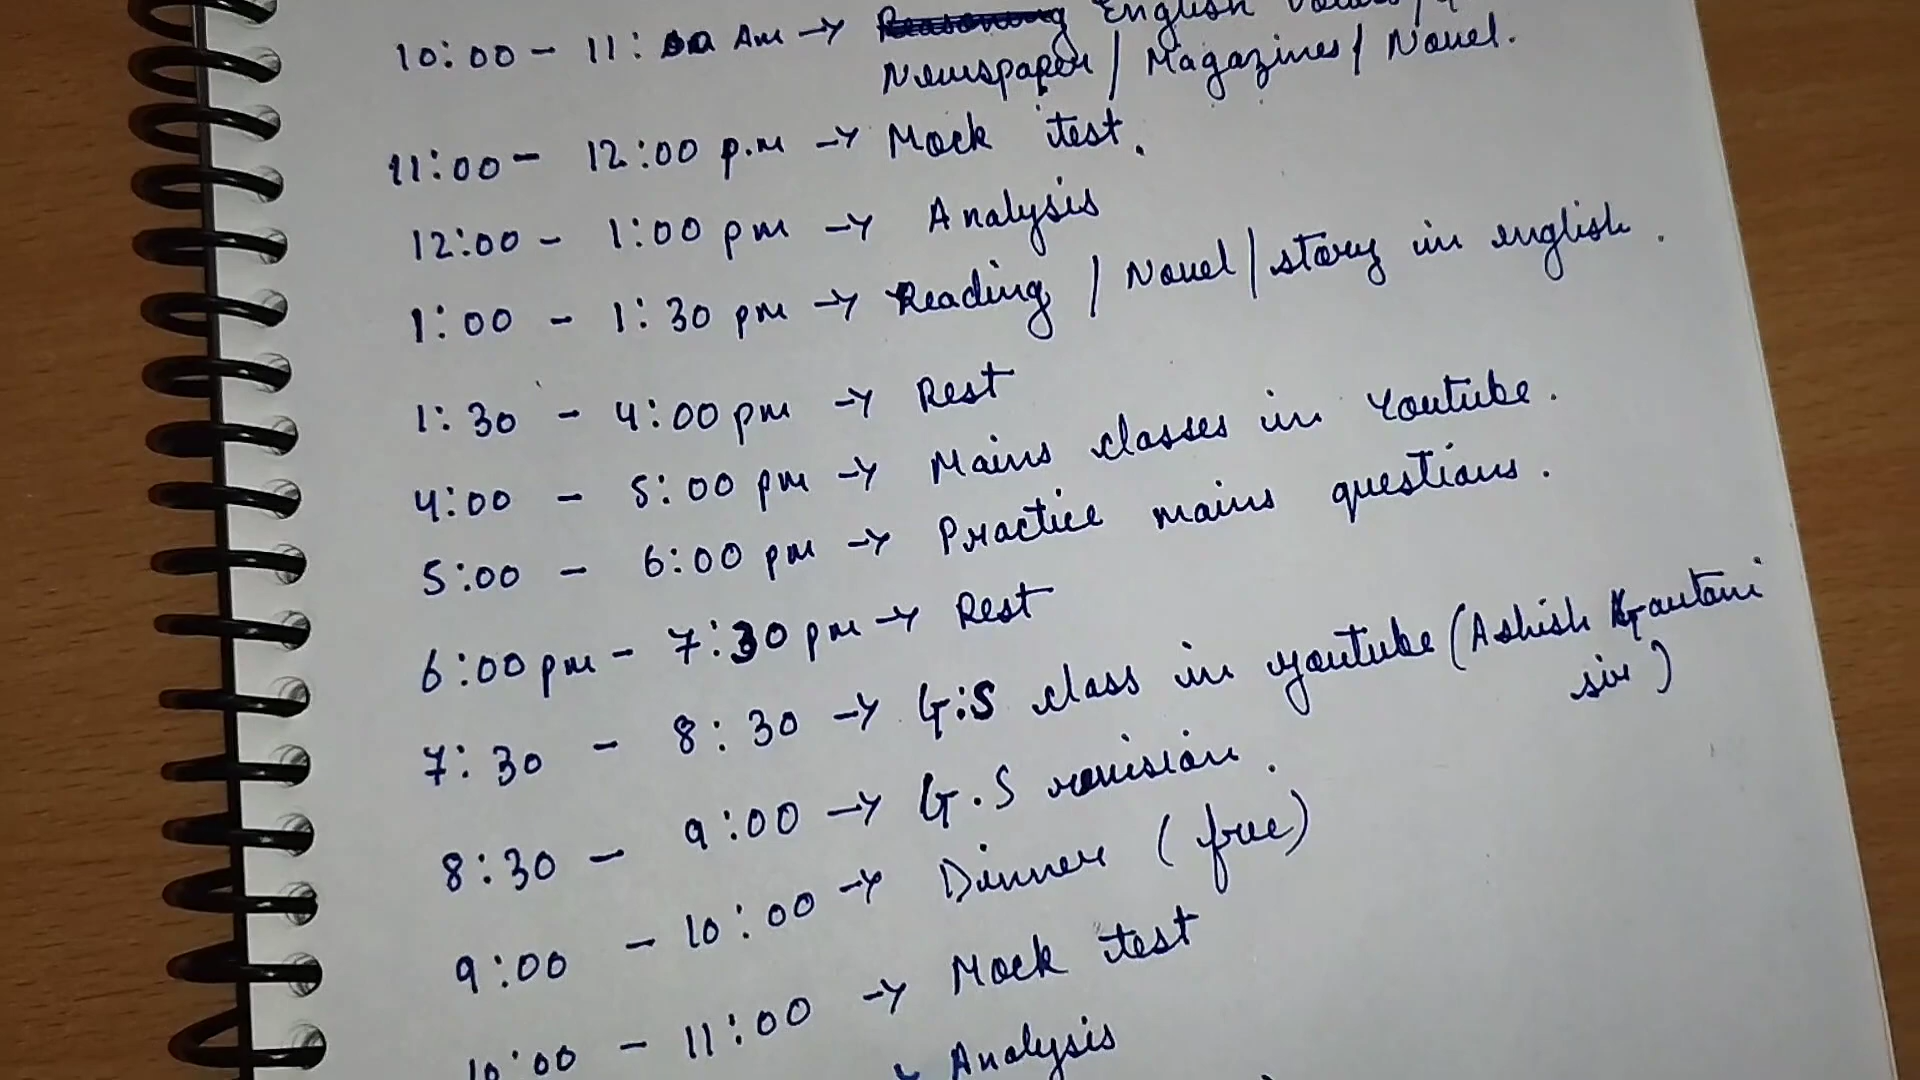 10:00 - 11:00 Am → English
Newspaper / Magazines / Novel.
11:00 - 12:00 p.m → Mock test.
12:00 - 1:00 pm → Analysis
1:00 - 1:30 pm → Reading / Novel / story in english.
1:30 - 4:00 pm → Rest
4:00 - 5:00 pm → Mains classes in Youtube.
5:00 - 6:00 pm → Practice mains questions.
6:00 pm - 7:30 pm → Rest
7:30 - 8:30 → G.S class in youtube (Ashish Gautam
sir)
8:30 - 9:00 → G.S revision.
9:00 - 10:00 → Dinner (free)
10:00 - 11:00 → Mock test
→ Analysis